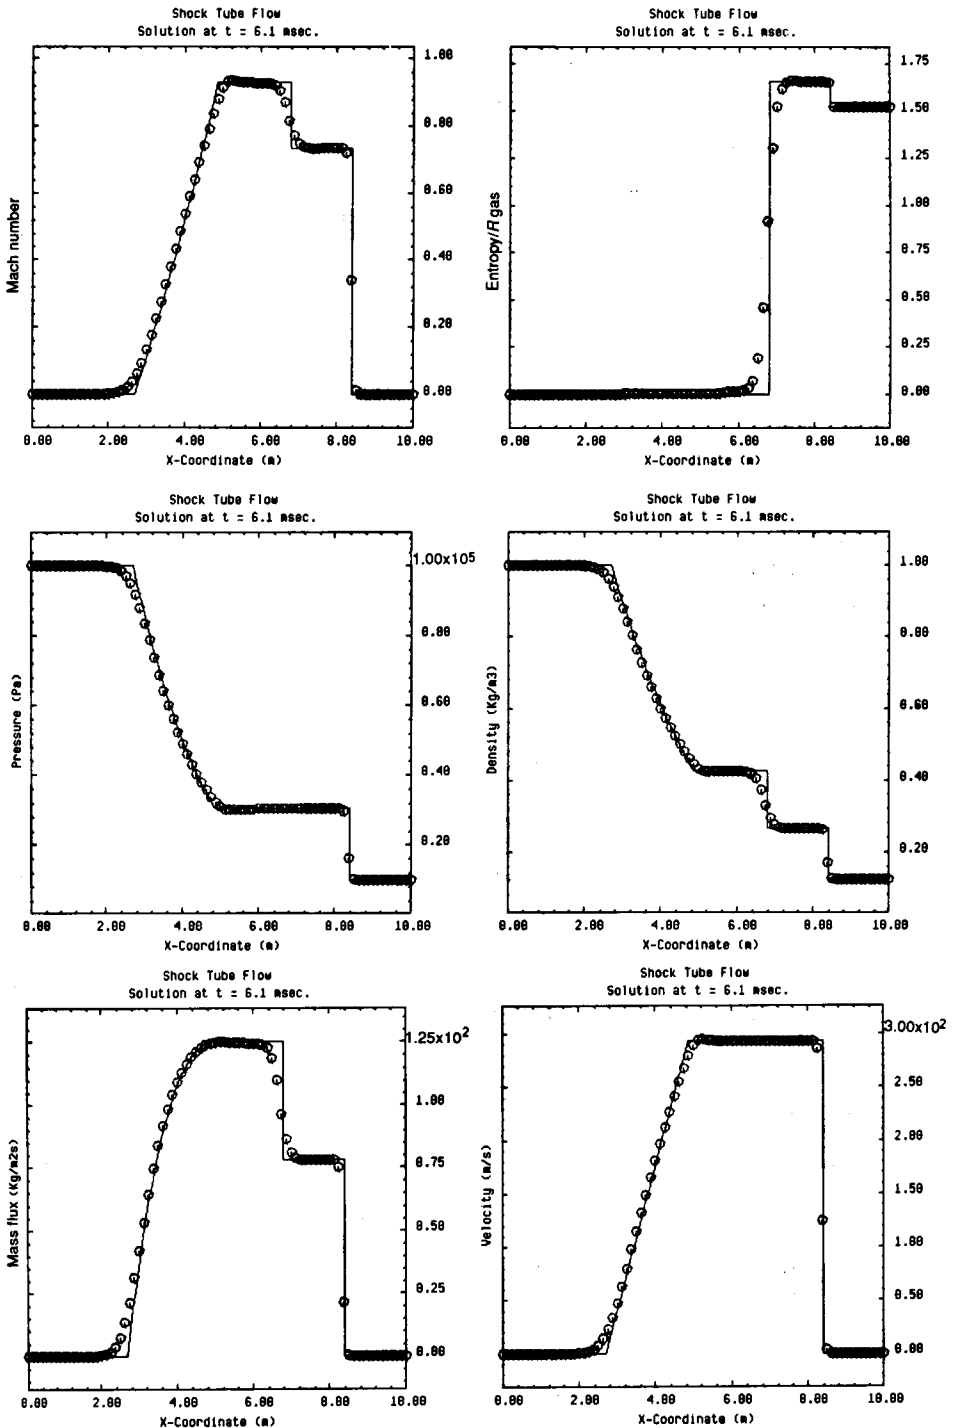 Shock Tube Flow
Solution at t = 6.1 msec.
1.00
0.80
0.60
0.40
0.20
0.00
Mach number
0.00 2.00 4.00 6.00 8.00 10.00
X-Coordinate (m)
Shock Tube Flow
Solution at t = 6.1 msec.
1.75
1.50
1.25
1.00
0.75
0.50
0.25
0.00
Entropy/R gas
0.00 2.00 4.00 6.00 8.00 10.00
X-Coordinate (m)
Shock Tube Flow
Solution at t = 6.1 msec.
1.00x10⁵
0.80
0.60
0.40
0.20
Pressure (Pa)
0.00 2.00 4.00 6.00 8.00 10.00
X-Coordinate (m)
Shock Tube Flow
Solution at t = 6.1 msec.
1.00
0.80
0.60
0.40
0.20
Density (Kg/m3)
0.00 2.00 4.00 6.00 8.00 10.00
X-Coordinate (m)
Shock Tube Flow
Solution at t = 6.1 msec.
1.25x10²
1.00
0.75
0.50
0.25
0.00
Mass flux (Kg/m2s)
0.00 2.00 4.00 6.00 8.00 10.00
X-Coordinate (m)
Shock Tube Flow
Solution at t = 6.1 msec.
3.00x10²
2.50
2.00
1.50
1.00
0.50
0.00
Velocity (m/s)
0.00 2.00 4.00 6.00 8.00 10.00
X-Coordinate (m)